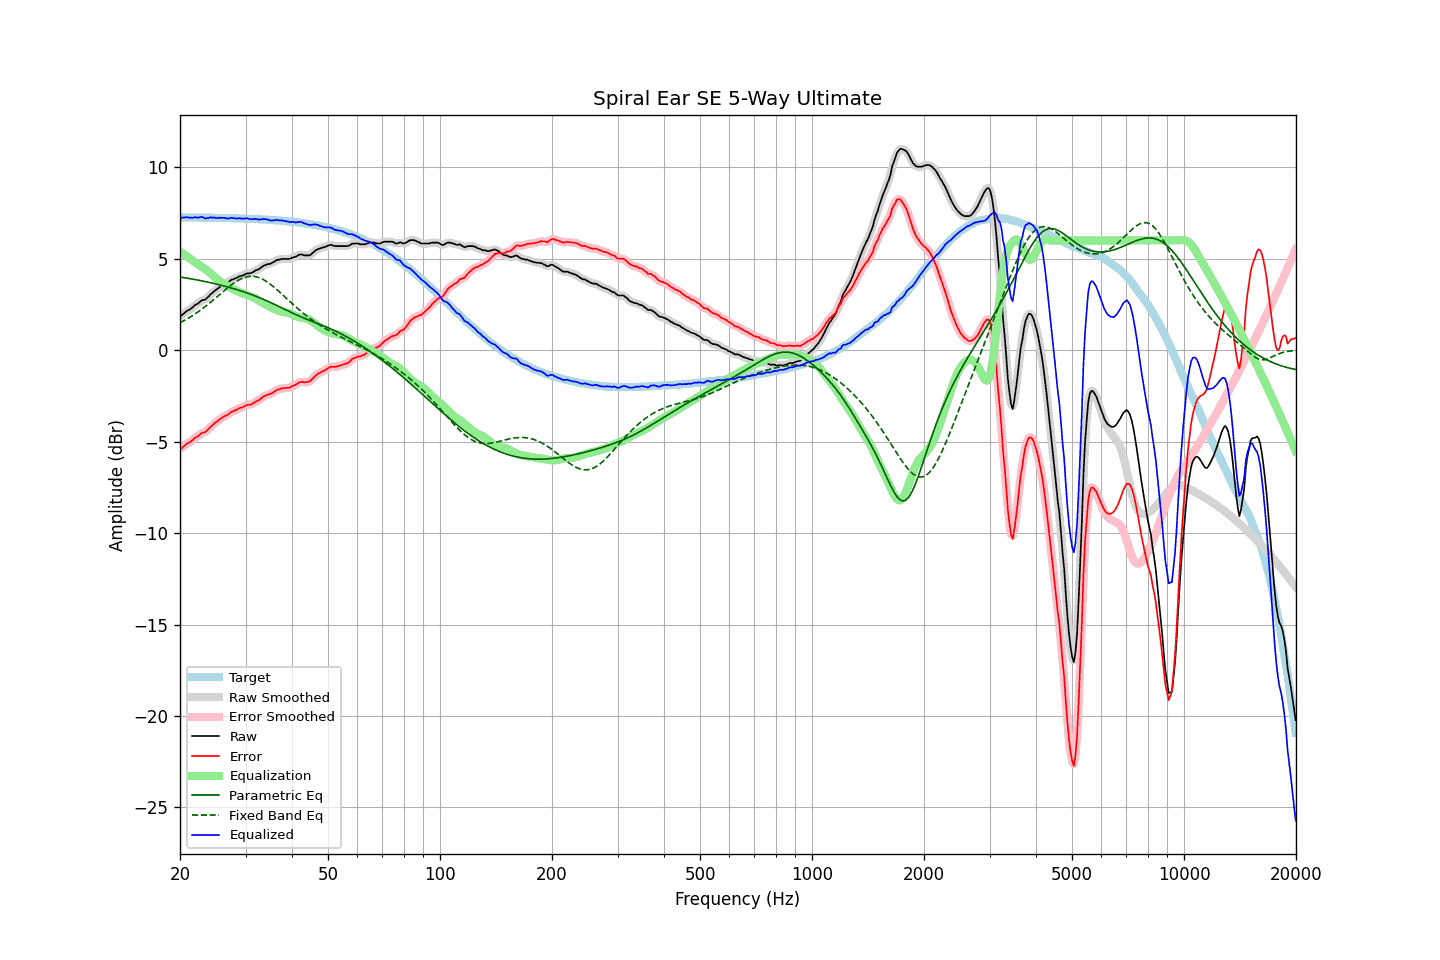 Spiral Ear SE 5-Way Ultimate
Amplitude (dBr)
10
5
0
−5
−10
−15
−20
−25
Target
Raw Smoothed
Error Smoothed
Raw
Error
Equalization
Parametric Eq
Fixed Band Eq
Equalized
20
50
100
200
500
1000
2000
5000
10000
20000
Frequency (Hz)